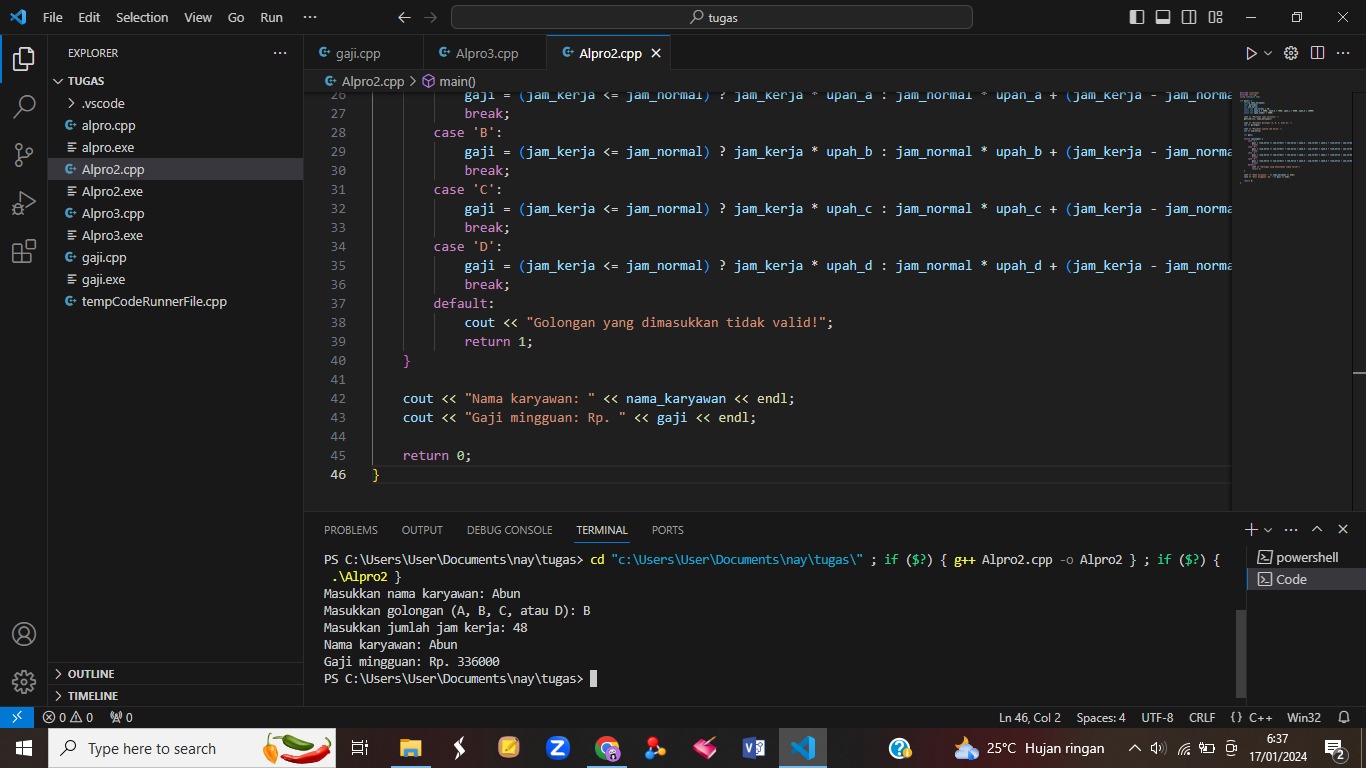 File Edit Selection View Go Run ··· tugas
EXPLORER ···
TUGAS
.vscode
alpro.cpp
alpro.exe
Alpro2.cpp
Alpro2.exe
Alpro3.cpp
Alpro3.exe
gaji.cpp
gaji.exe
tempCodeRunnerFile.cpp
OUTLINE
TIMELINE
gaji.cpp Alpro3.cpp Alpro2.cpp
Alpro2.cpp > main()
26 gaji = (jam_kerja <= jam_normal) ? jam_kerja * upah_a : jam_normal * upah_a + (jam_kerja - jam_norma
27 break;
28 case 'B':
29 gaji = (jam_kerja <= jam_normal) ? jam_kerja * upah_b : jam_normal * upah_b + (jam_kerja - jam_norma
30 break;
31 case 'C':
32 gaji = (jam_kerja <= jam_normal) ? jam_kerja * upah_c : jam_normal * upah_c + (jam_kerja - jam_norma
33 break;
34 case 'D':
35 gaji = (jam_kerja <= jam_normal) ? jam_kerja * upah_d : jam_normal * upah_d + (jam_kerja - jam_norma
36 break;
37 default:
38 cout << "Golongan yang dimasukkan tidak valid!";
39 return 1;
40 }
41
42 cout << "Nama karyawan: " << nama_karyawan << endl;
43 cout << "Gaji mingguan: Rp. " << gaji << endl;
44
45 return 0;
46 }
PROBLEMS OUTPUT DEBUG CONSOLE TERMINAL PORTS
PS C:\Users\User\Documents\nay\tugas> cd "c:\Users\User\Documents\nay\tugas\" ; if ($?) { g++ Alpro2.cpp -o Alpro2 } ; if ($?) {
.\Alpro2 }
Masukkan nama karyawan: Abun
Masukkan golongan (A, B, C, atau D): B
Masukkan jumlah jam kerja: 48
Nama karyawan: Abun
Gaji mingguan: Rp. 336000
PS C:\Users\User\Documents\nay\tugas>
powershell
Code
0 0 0 Ln 46, Col 2 Spaces: 4 UTF-8 CRLF {} C++ Win32
Type here to search 25°C Hujan ringan 6:37
17/01/2024 2